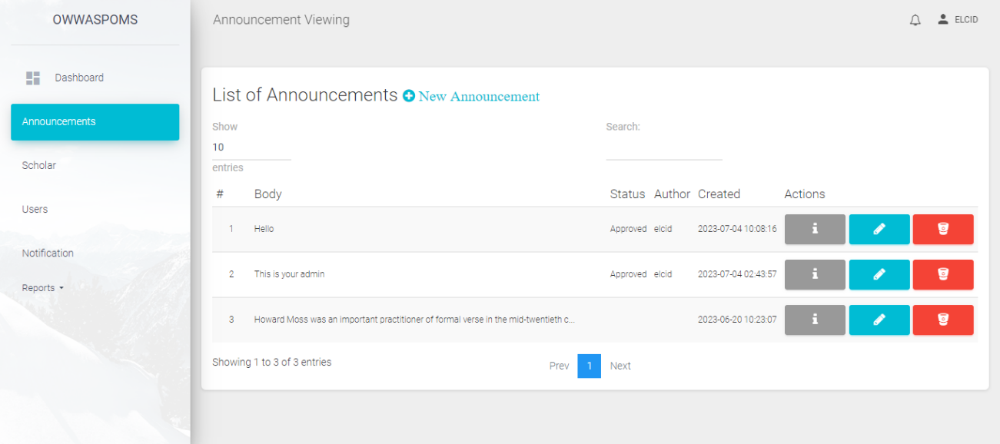 OWWASPOMS
Announcement Viewing
ELCID
Dashboard
Announcements
Scholar
Users
Notification
Reports
List of Announcements New Announcement
Show
10
entries
Search:
# Body Status Author Created Actions
1 Hello Approved elcid 2023-07-04 10:08:16
2 This is your admin Approved elcid 2023-07-04 02:43:57
3 Howard Moss was an important practitioner of formal verse in the mid-twentieth c... 2023-06-20 10:23:07
Showing 1 to 3 of 3 entries
Prev 1 Next